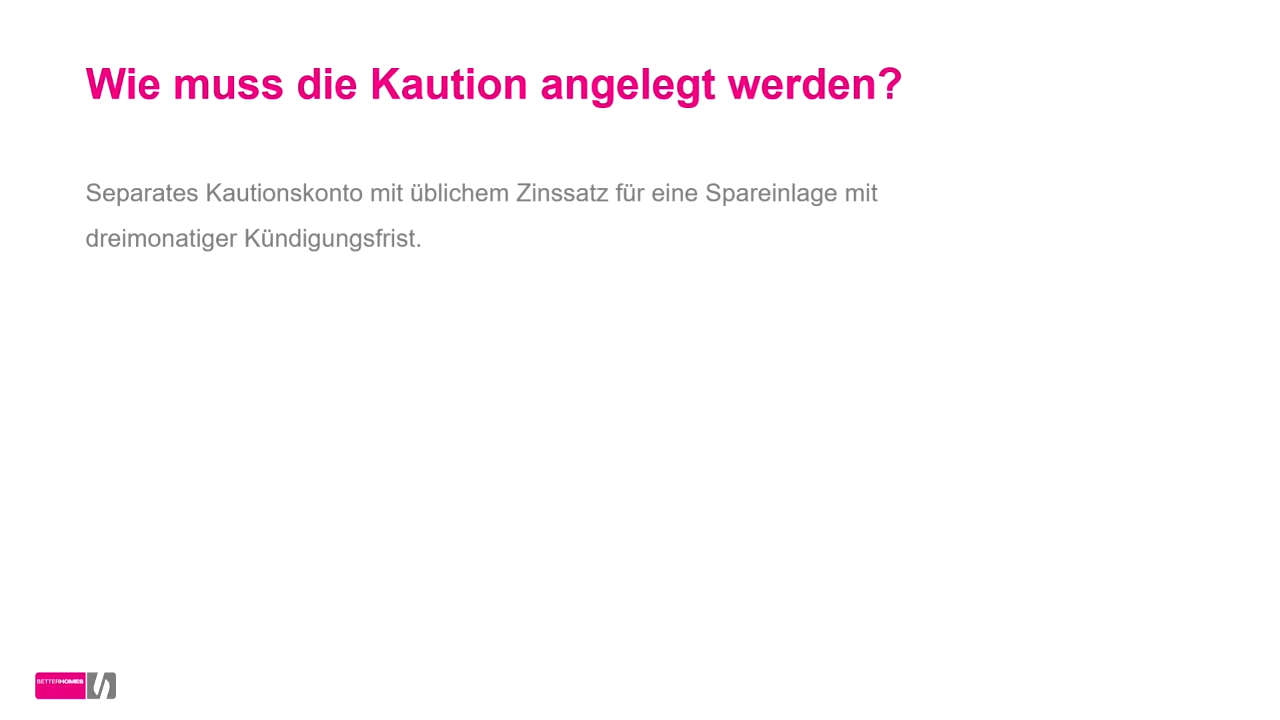 Wie muss die Kaution angelegt werden?
Separates Kautionskonto mit üblichem Zinssatz für eine Spareinlage mit
dreimonatiger Kündigungsfrist.
BETTERHOMES